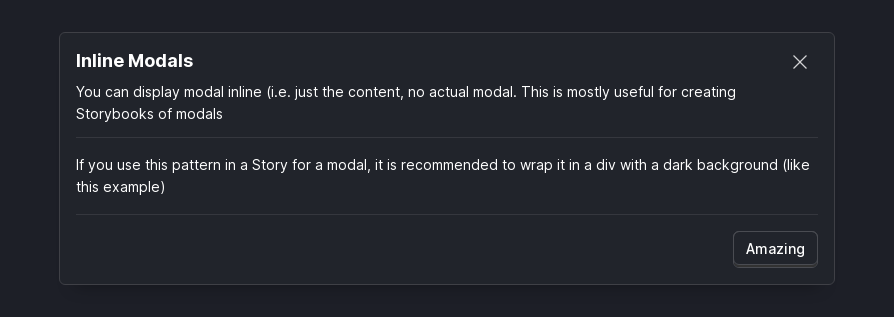 Inline Modals
You can display modal inline (i.e. just the content, no actual modal. This is mostly useful for creating
Storybooks of modals
If you use this pattern in a Story for a modal, it is recommended to wrap it in a div with a dark background (like
this example)
Amazing